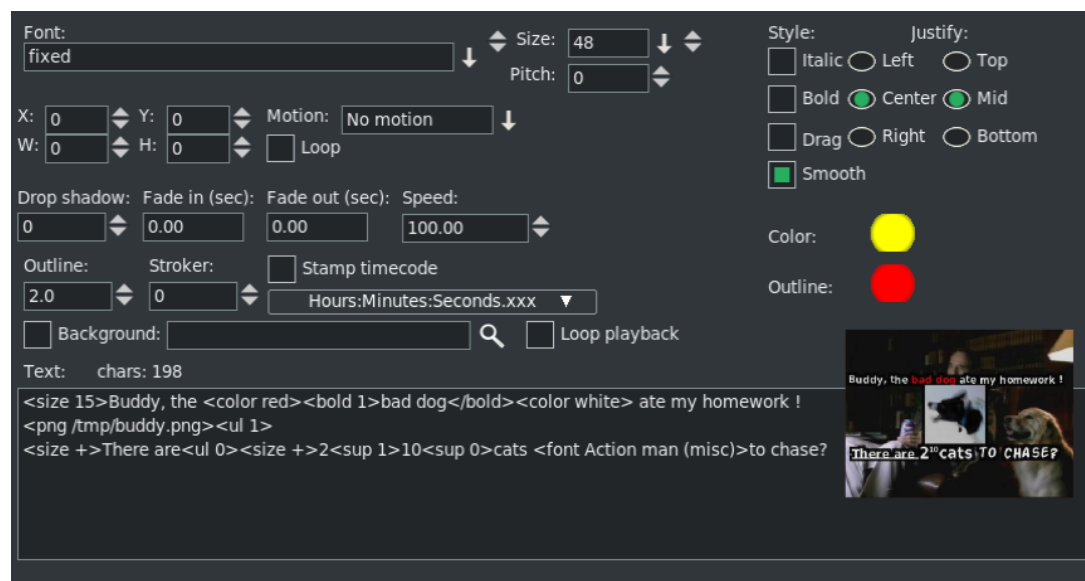 Font:
fixed
Size: 48
Pitch: 0
Style: Justify:
Italic Left Top
Bold Center Mid
Drag Right Bottom
Smooth
X: 0 Y: 0 Motion: No motion
W: 0 H: 0 Loop
Drop shadow: Fade in (sec): Fade out (sec): Speed:
0 0.00 0.00 100.00
Color:
Outline: Stroker: Stamp timecode
2.0 0 Hours:Minutes:Seconds.xxx
Outline:
Background: Loop playback
Text: chars: 198
<size 15>Buddy, the <color red><bold 1>bad dog</bold><color white> ate my homework !
<png /tmp/buddy.png><ul 1>
<size +>There are<ul 0><size +>2<sup 1>10<sup 0>cats <font Action man (misc)>to chase?
Buddy, the bad dog ate my homework !
There are 2¹⁰cats TO CHASE?